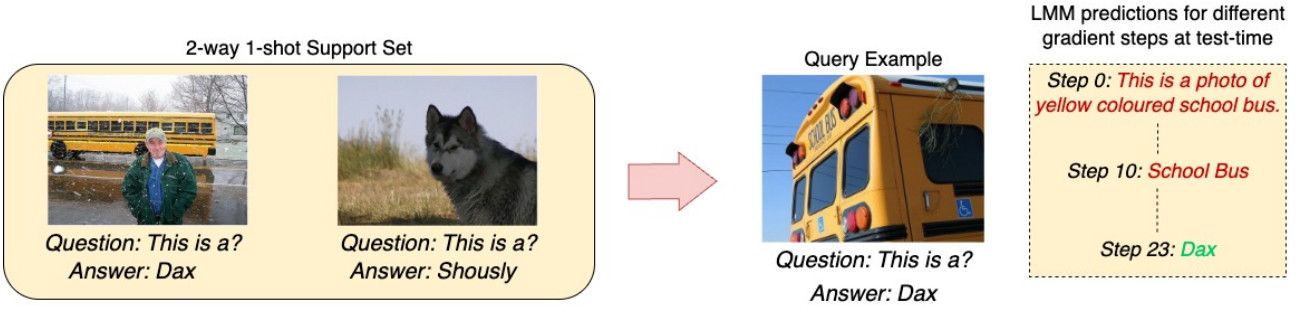 2-way 1-shot Support Set
Question: This is a?
Answer: Dax
Question: This is a?
Answer: Shously
Query Example
SCHOOL BUS
Question: This is a?
Answer: Dax
LMM predictions for different
gradient steps at test-time
Step 0: This is a photo of
yellow coloured school bus.
Step 10: School Bus
Step 23: Dax